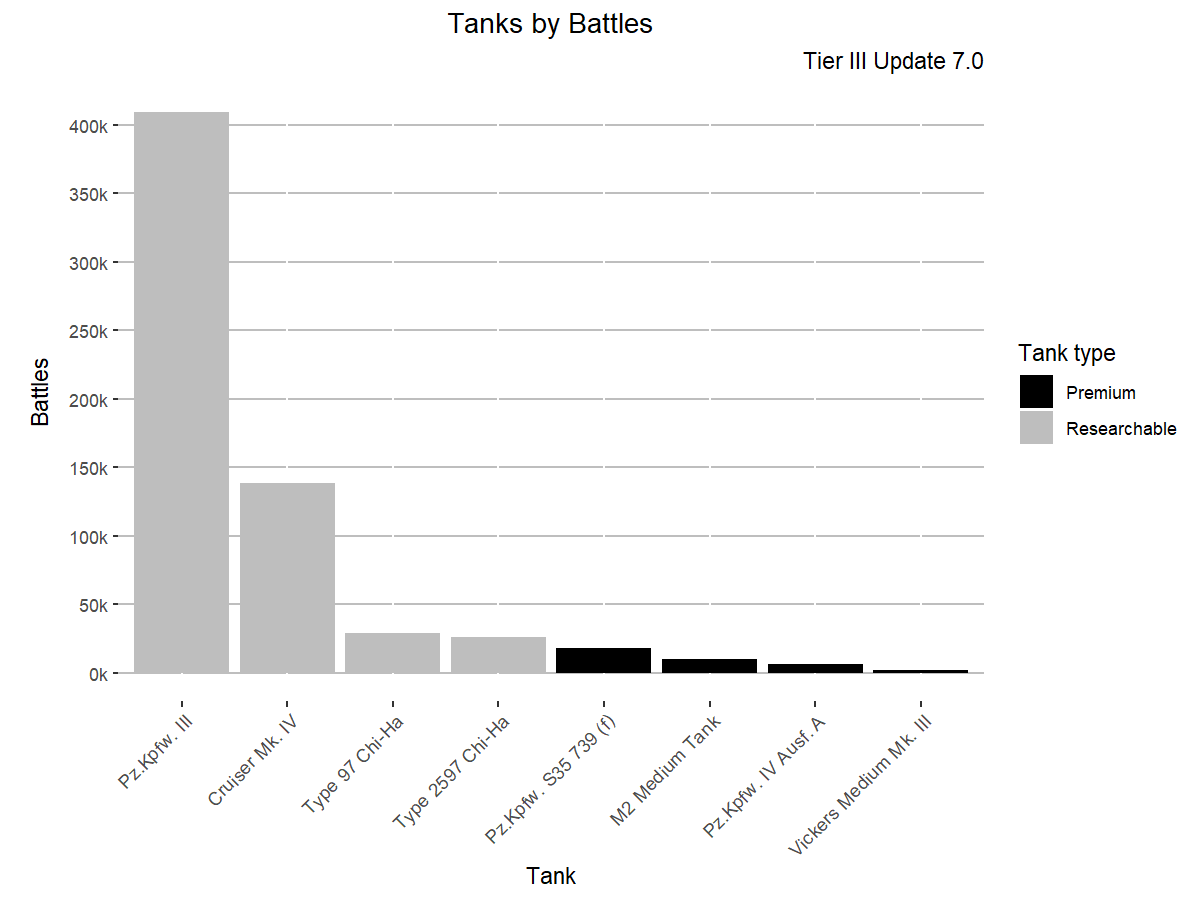 Tanks by Battles
Tier III Update 7.0
Battles
400k
350k
300k
250k
200k
150k
100k
50k
0k
Pz.Kpfw. III
Cruiser Mk. IV
Type 97 Chi-Ha
Type 2597 Chi-Ha
Pz.Kpfw. S35 739 (f)
M2 Medium Tank
Pz.Kpfw. IV Ausf. A
Vickers Medium Mk. III
Tank
Tank type
Premium
Researchable